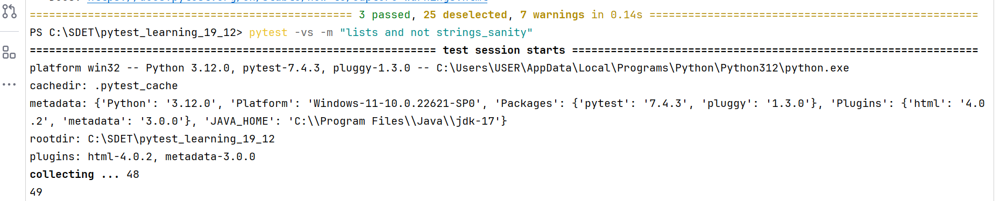 ============================================== 3 passed, 25 deselected, 7 warnings in 0.14s ===============================================
PS C:\SDET\pytest_learning_19_12> pytest -vs -m "lists and not strings_sanity"
=============================================================== test session starts ===============================================================
platform win32 -- Python 3.12.0, pytest-7.4.3, pluggy-1.3.0 -- C:\Users\USER\AppData\Local\Programs\Python\Python312\python.exe
cachedir: .pytest_cache
metadata: {'Python': '3.12.0', 'Platform': 'Windows-11-10.0.22621-SP0', 'Packages': {'pytest': '7.4.3', 'pluggy': '1.3.0'}, 'Plugins': {'html': '4.0
.2', 'metadata': '3.0.0'}, 'JAVA_HOME': 'C:\\Program Files\\Java\\jdk-17'}
rootdir: C:\SDET\pytest_learning_19_12
plugins: html-4.0.2, metadata-3.0.0
collecting ... 48
49